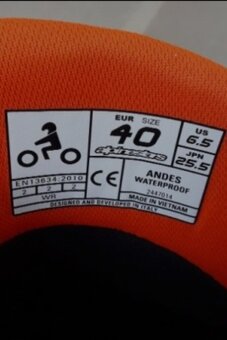 EUR SIZE
40
alpinestars
US
6.5
JPN
25.5
EN13634:2010
2 2 2
WR
CE
ANDES
WATERPROOF
2447014
MADE IN VIETNAM
DESIGNED AND DEVELOPED IN ITALY